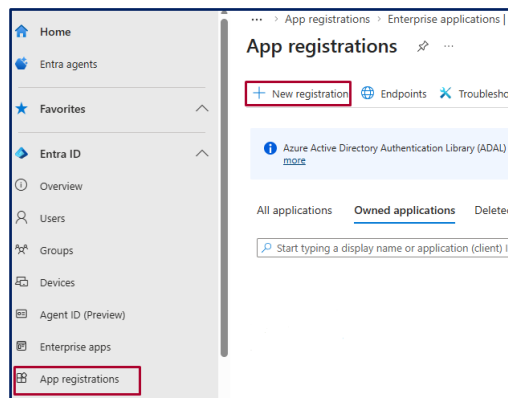 Home
Entra agents
Favorites
Entra ID
Overview
Users
Groups
Devices
Agent ID (Preview)
Enterprise apps
App registrations
... > App registrations > Enterprise applications |
App registrations ...
+ New registration Endpoints
Azure Active Directory Authentication Library (ADAL)
more
All applications Owned applications
Start typing a display name or application (client)